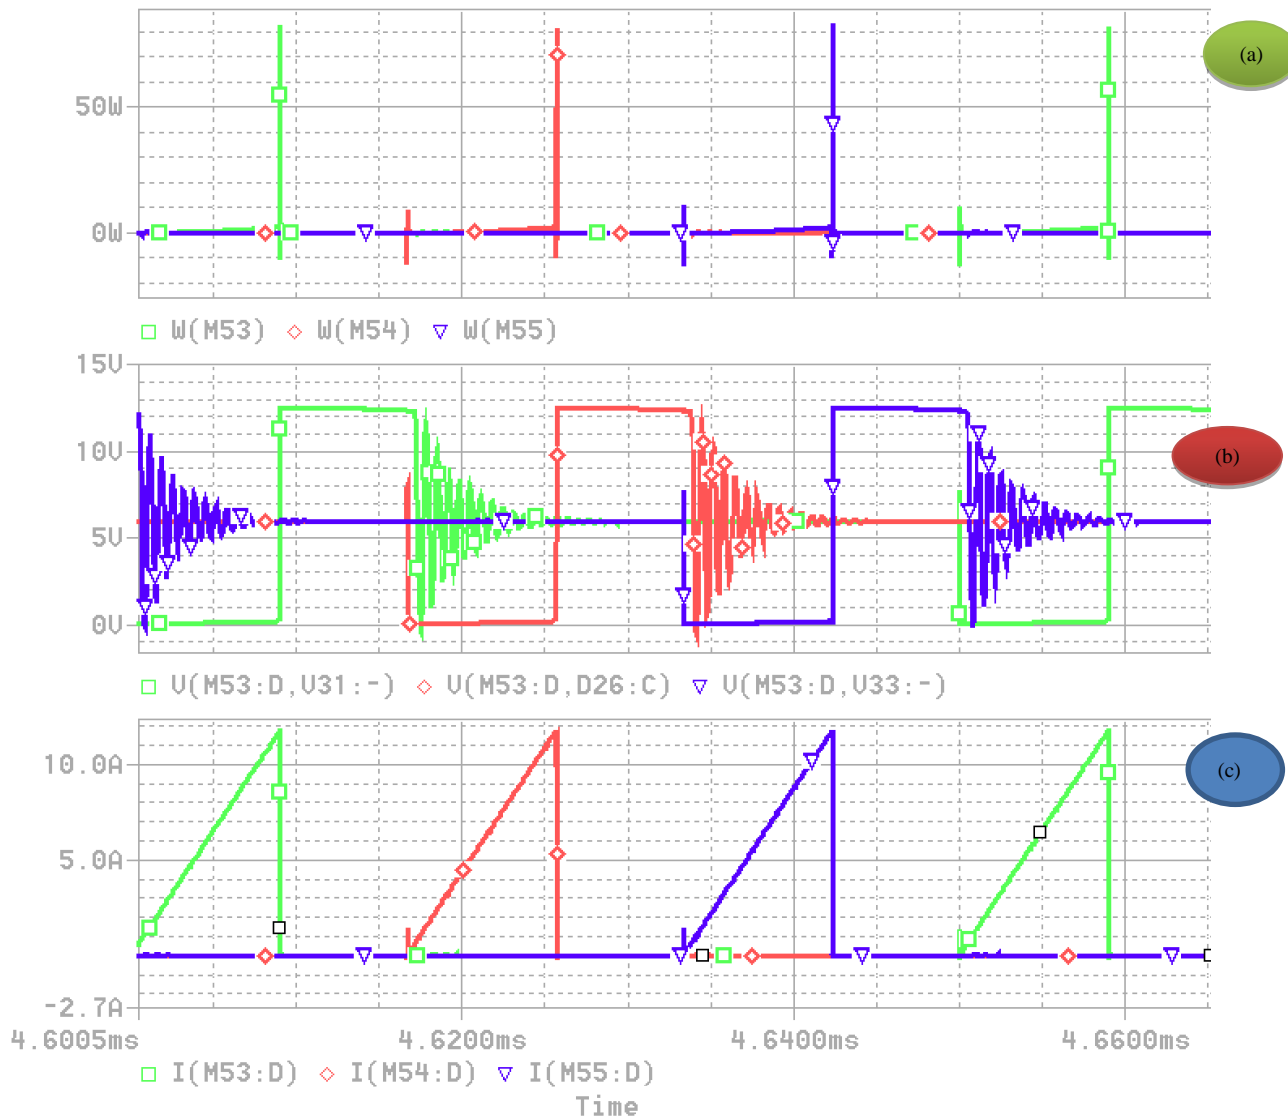 (a)
50W
0W
W(M53) W(M54) W(M55)
15V
10V
(b)
5V
0V
V(M53:D,V31:-) V(M53:D,D26:C) V(M53:D,V33:-)
10.0A
(c)
5.0A
-2.7A
4.6005ms 4.6200ms 4.6400ms 4.6600ms
I(M53:D) I(M54:D) I(M55:D)
Time